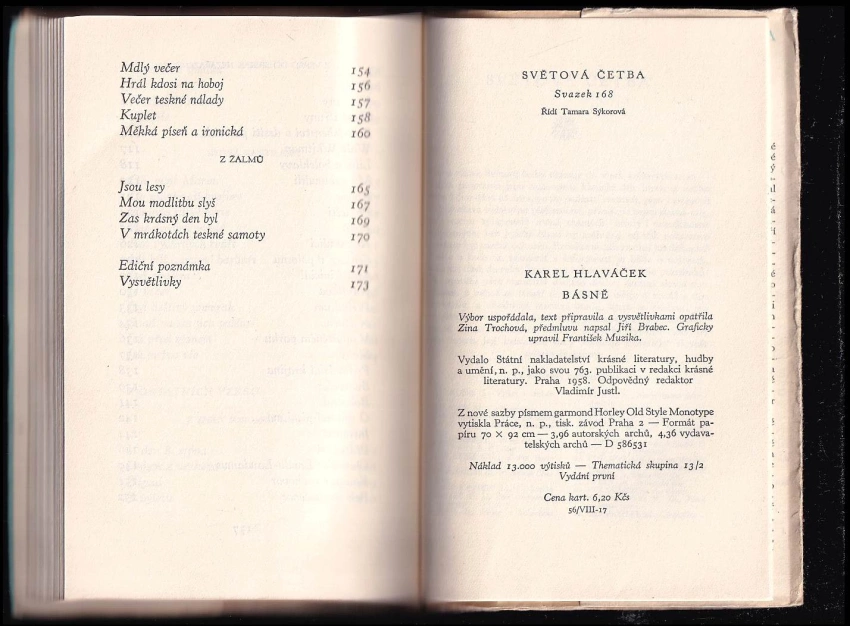 Mdlý večer 154
Hrál kdosi na hoboj 156
Večer teskné nálady 157
Kuplet 158
Měkká píseň a ironická 160
Z ŽALMŮ
Jsou lesy 165
Mou modlitbu slyš 167
Zas krásný den byl 169
V mrákotách teskné samoty 170
Ediční poznámka 171
Vysvětlivky 173
SVĚTOVÁ ČETBA
Svazek 168
Řídí Tamara Sýkorová
KAREL HLAVÁČEK
BÁSNĚ
Výbor uspořádala, text připravila a vysvětlivkami opatřila
Zina Trochová, předmluvu napsal Jiří Brabec. Graficky
upravil František Muzika.
Vydalo Státní nakladatelství krásné literatury, hudby
a umění, n. p., jako svou 763. publikaci v redakci krásné
literatury. Praha 1958. Odpovědný redaktor
Vladimír Justl.
Z nové sazby písmem garmond Horley Old Style Monotype
vytiskla Práce, n. p., tisk. závod Praha 2 — Formát pa-
píru 70 × 92 cm — 3,96 autorských archů, 4,36 vydava-
telských archů — D 586531
Náklad 13.000 výtisků — Thematická skupina 13/2
Vydání první
Cena kart. 6,20 Kčs
56/VIII-17